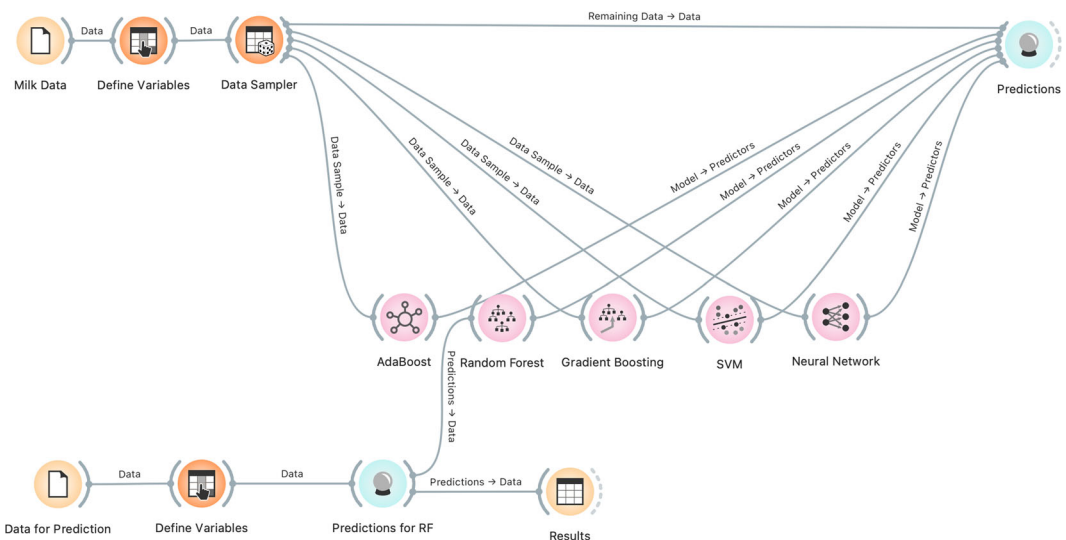 Remaining Data → Data
Data
Data
Milk Data
Define Variables
Data Sampler
Predictions
Data Sample → Data
Data Sample → Data
Data Sample → Data
Data Sample → Data
Model → Predictors
Model → Predictors
Model → Predictors
Model → Predictors
Model → Predictors
AdaBoost
Random Forest
Gradient Boosting
SVM
Neural Network
Predictions → Data
Data
Data
Predictions → Data
Data for Prediction
Define Variables
Predictions for RF
Results